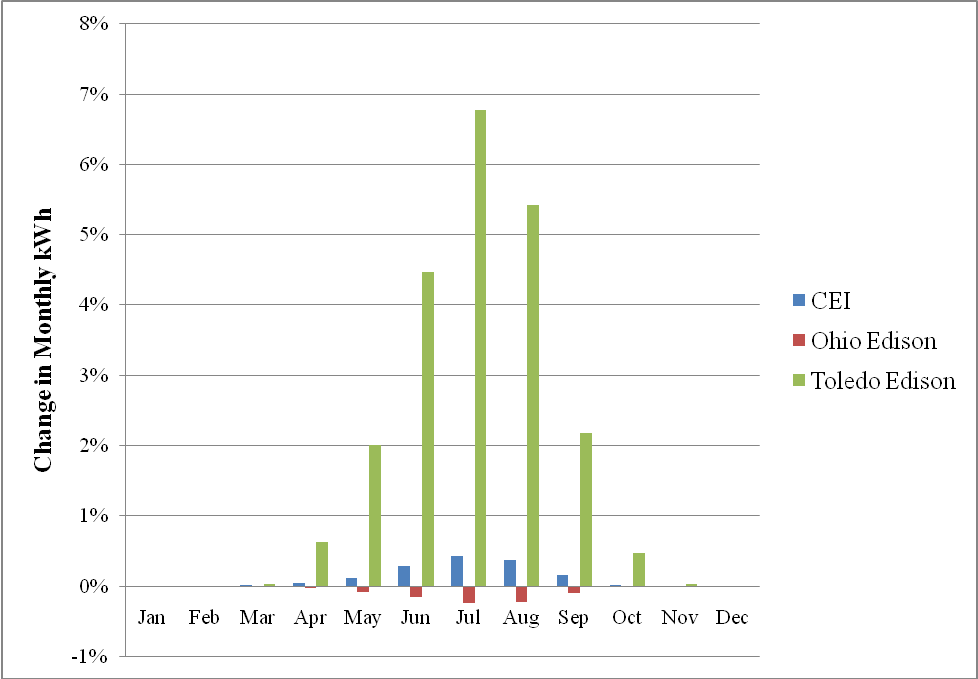 8%
7%
6%
5%
4%
3%
2%
1%
0%
-1%
Change in Monthly kWh
Jan Feb Mar Apr May Jun Jul Aug Sep Oct Nov Dec
CEI
Ohio Edison
Toledo Edison